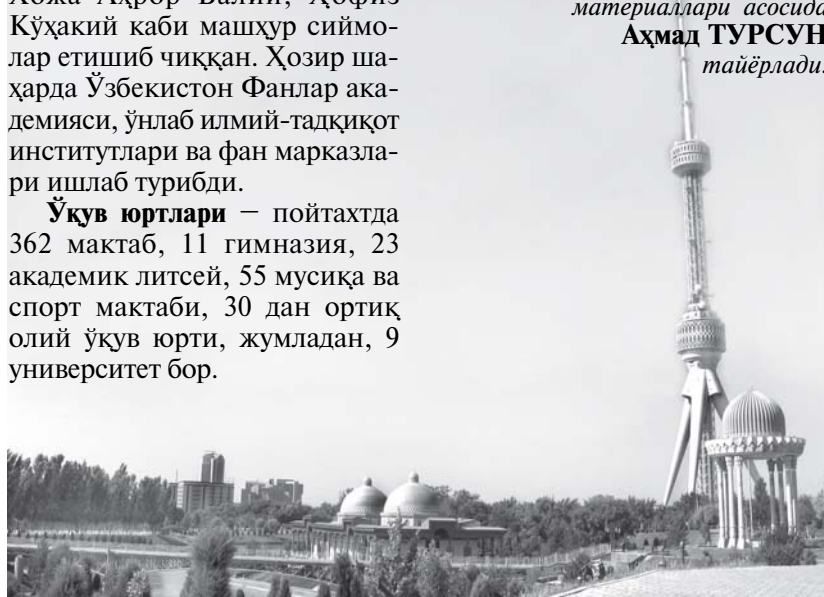 Хожа Аҳрор Валий, Ҳофиз
Кўҳакий каби машҳур сиймо-
лар етишиб чиққан. Ҳозир ша-
ҳарда Ўзбекистон Фанлар ака-
демияси, ўнлаб илмий-тадқиқот
институтлари ва фан марказла-
ри ишлаб турибди.
Ўқув юртлари – пойтахтда
362 мактаб, 11 гимназия, 23
академик литсей, 55 мусиқа ва
спорт мактаби, 30 дан ортиқ
олий ўқув юрти, жумладан, 9
университет бор.
материаллари асосида
Аҳмад ТУРСУН
тайёрлади.